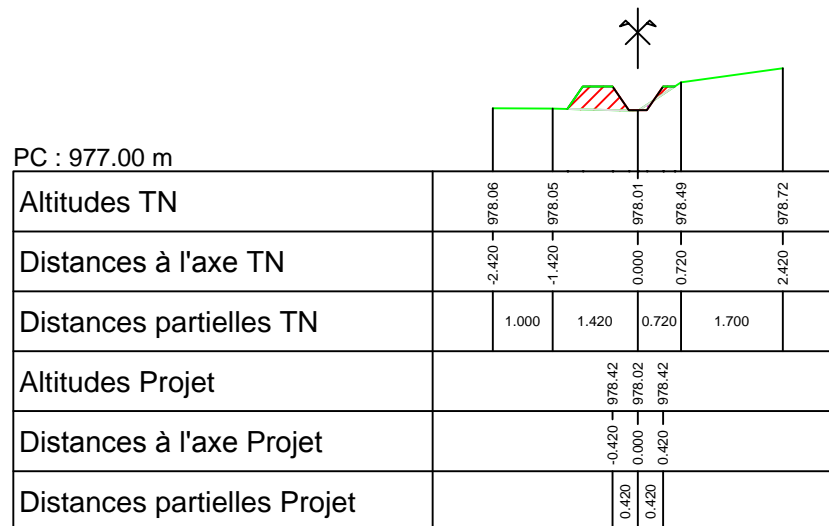 PC : 977.00 m
Altitudes TN 978.06 978.05 978.01 978.49 978.72
Distances à l'axe TN -2.420 -1.420 0.000 0.720 2.420
Distances partielles TN 1.000 1.420 0.720 1.700
Altitudes Projet 978.42 978.02 978.42
Distances à l'axe Projet -0.420 0.000 0.420
Distances partielles Projet 0.420 0.420